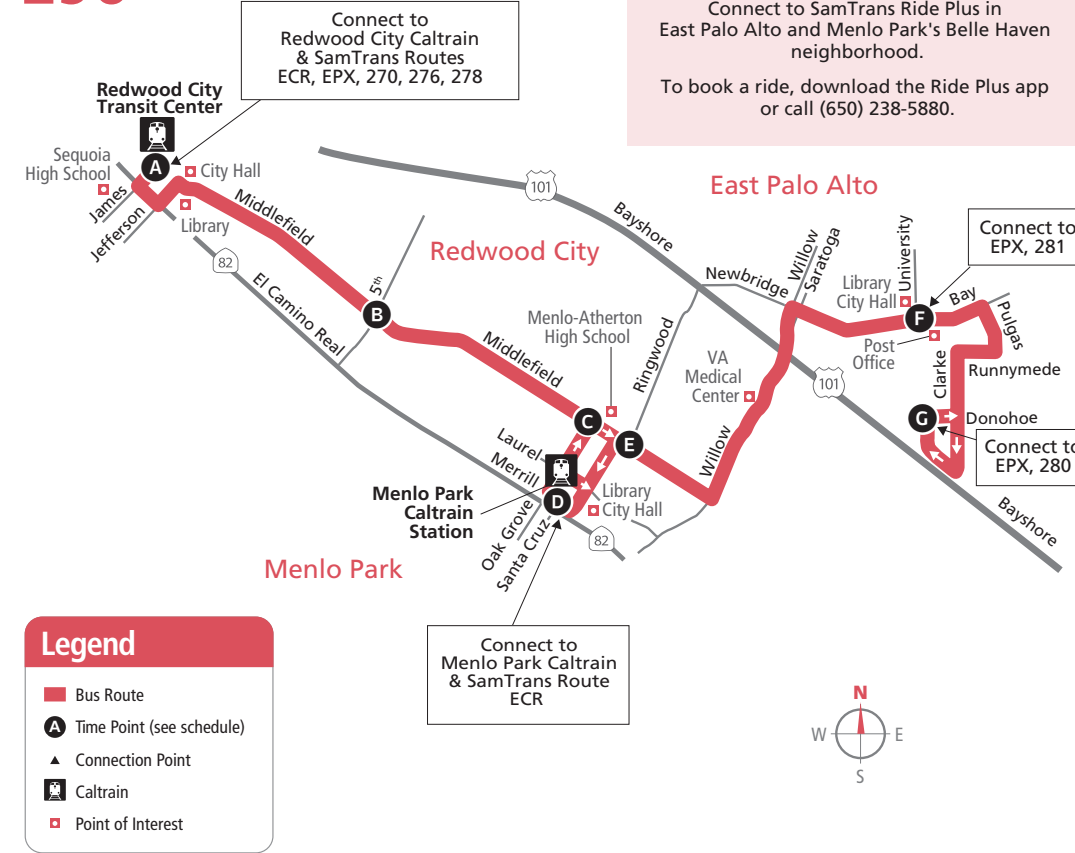 Connect to
Redwood City Caltrain
& SamTrans Routes
ECR, EPX, 270, 276, 278
Connect to SamTrans Ride Plus in
East Palo Alto and Menlo Park's Belle Haven
neighborhood.
To book a ride, download the Ride Plus app
or call (650) 238-5880.
Redwood City
Transit Center
A
Sequoia
High School
City Hall
Library
James
Jefferson
Middlefield
82
El Camino Real
5th
B
Redwood City
101
Bayshore
East Palo Alto
Newbridge
Willow
Saratoga
University
Library
City Hall
Connect to
EPX, 281
F
Bay
Pulgas
Post
Office
Runnymede
Clarke
101
G
Donohoe
Connect to
EPX, 280
Bayshore
Menlo-Atherton
High School
Middlefield
Ringwood
VA
Medical
Center
Willow
C
E
Laurel
Merrill
D
Menlo Park
Caltrain
Station
Library
City Hall
Oak Grove
Santa Cruz
82
Menlo Park
Connect to
Menlo Park Caltrain
& SamTrans Route
ECR
Legend
Bus Route
A Time Point (see schedule)
Connection Point
Caltrain
Point of Interest
N
W
E
S